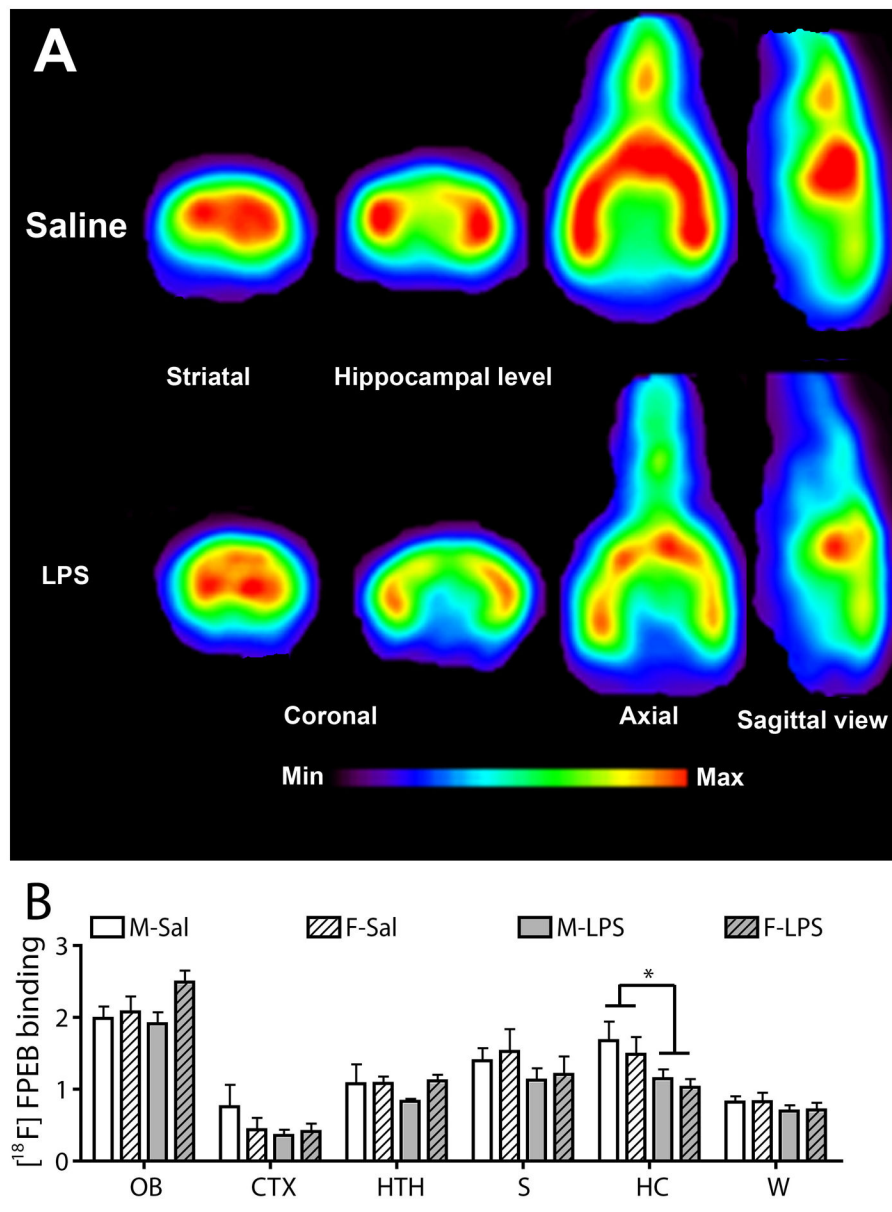 A
Saline
Striatal Hippocampal level
LPS
Coronal Axial Sagittal view
Min Max
B
M-Sal F-Sal M-LPS F-LPS
[18F] FPEB binding
3
2
1
0
*
OB CTX HTH S HC W